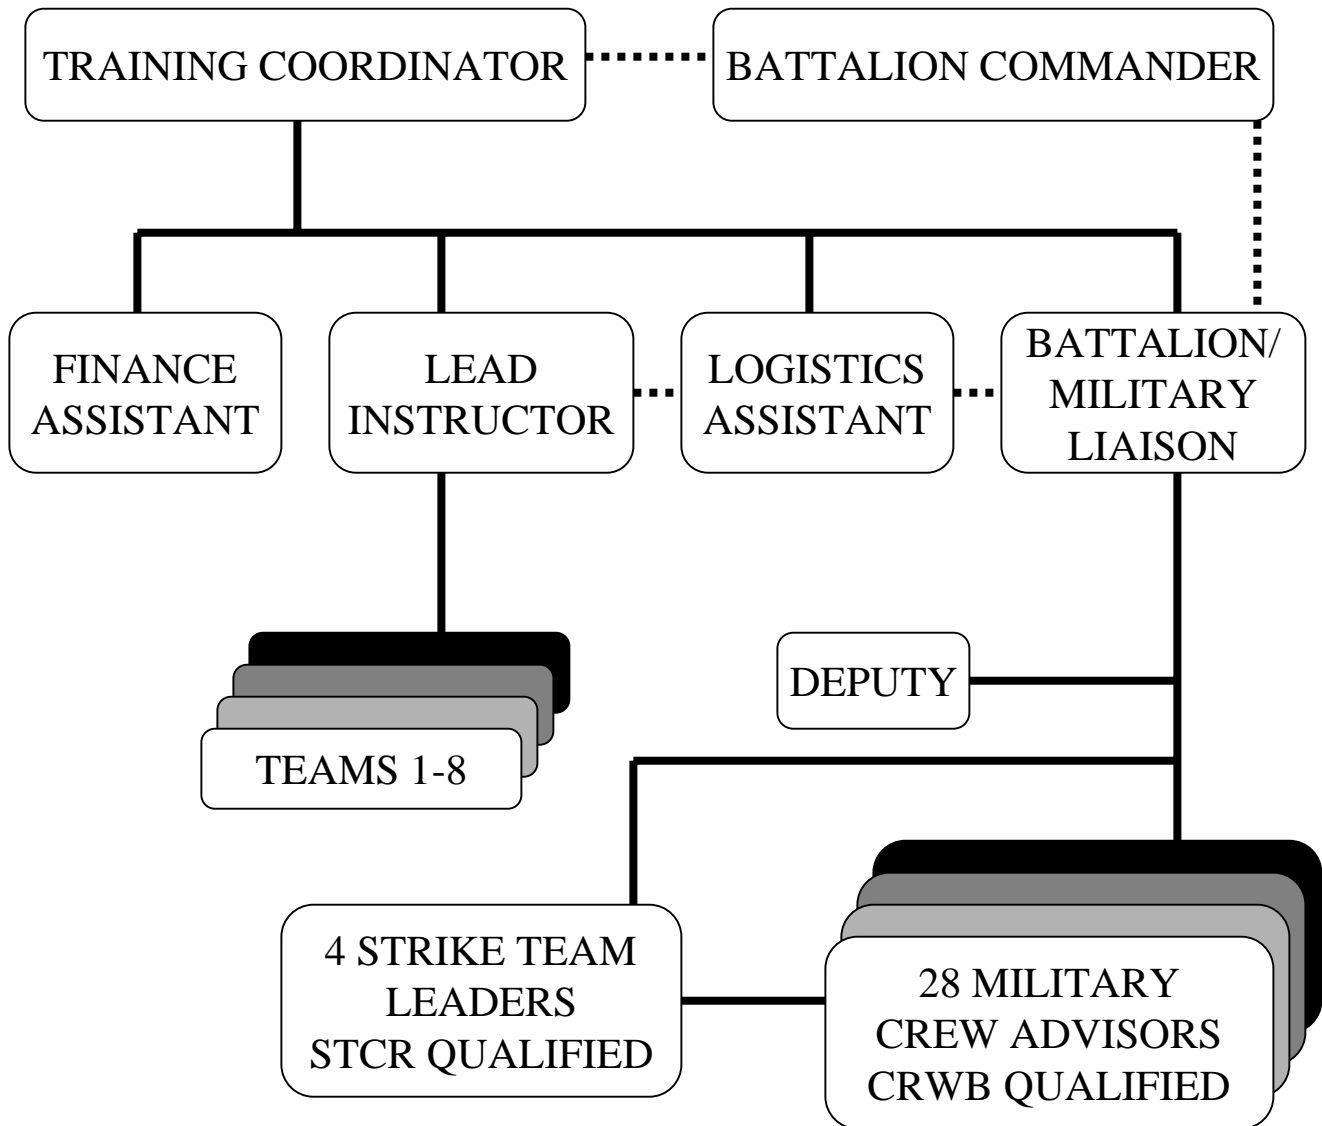 TRAINING COORDINATOR
BATTALION COMMANDER
FINANCE
ASSISTANT
LEAD
INSTRUCTOR
LOGISTICS
ASSISTANT
BATTALION/
MILITARY
LIAISON
DEPUTY
TEAMS 1-8
4 STRIKE TEAM
LEADERS
STCR QUALIFIED
28 MILITARY
CREW ADVISORS
CRWB QUALIFIED